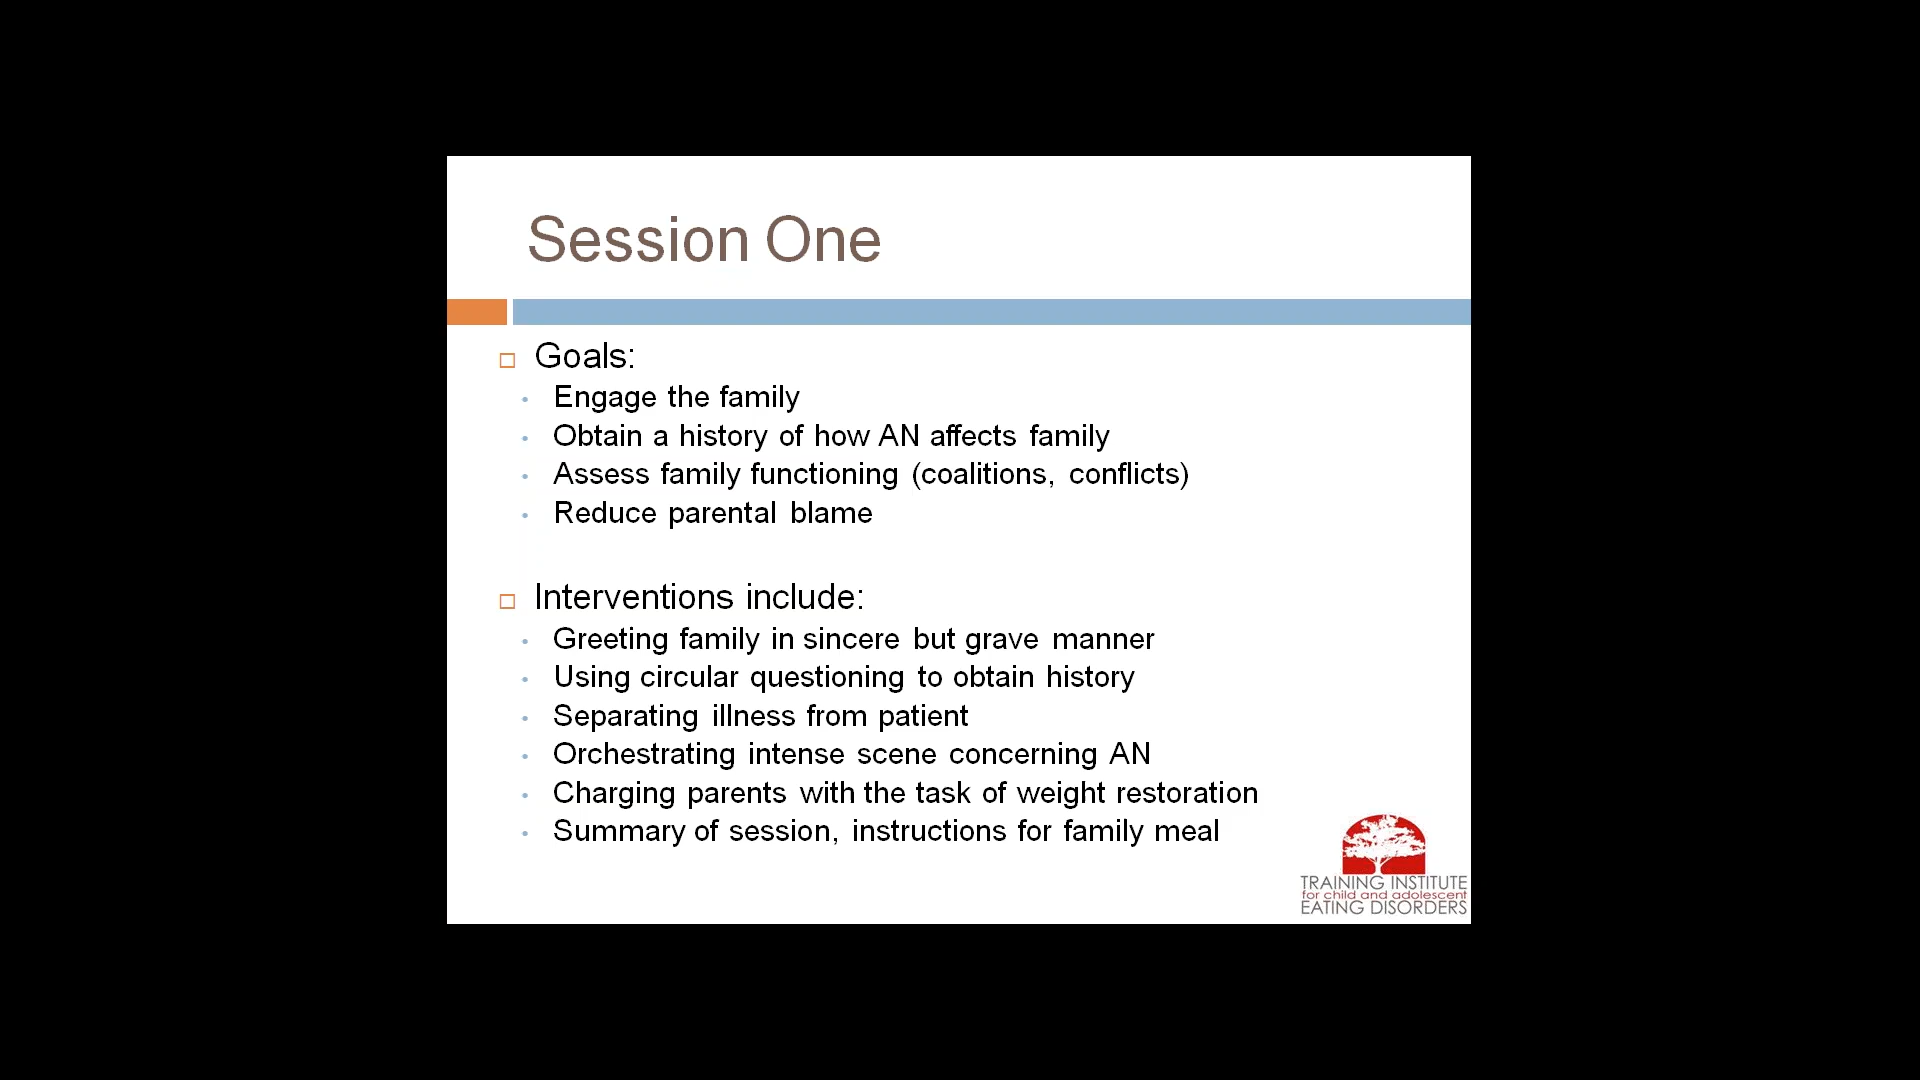 Session One
Goals:
Engage the family
Obtain a history of how AN affects family
Assess family functioning (coalitions, conflicts)
Reduce parental blame
Interventions include:
Greeting family in sincere but grave manner
Using circular questioning to obtain history
Separating illness from patient
Orchestrating intense scene concerning AN
Charging parents with the task of weight restoration
Summary of session, instructions for family meal
TRAINING INSTITUTE
for child and adolescent
EATING DISORDERS